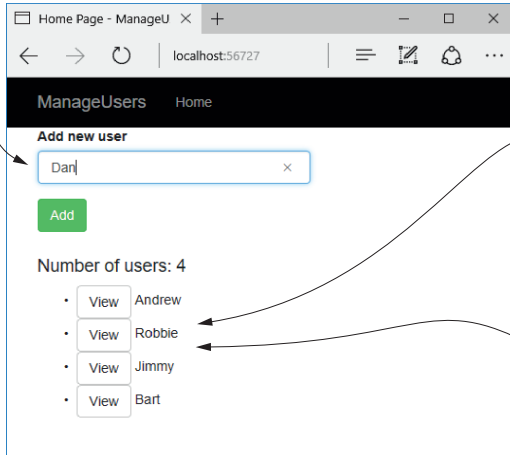 Home Page - ManageU
localhost:56727
ManageUsers Home
Add new user
Dan
Add
Number of users: 4
• View Andrew
• View Robbie
• View Jimmy
• View Bart